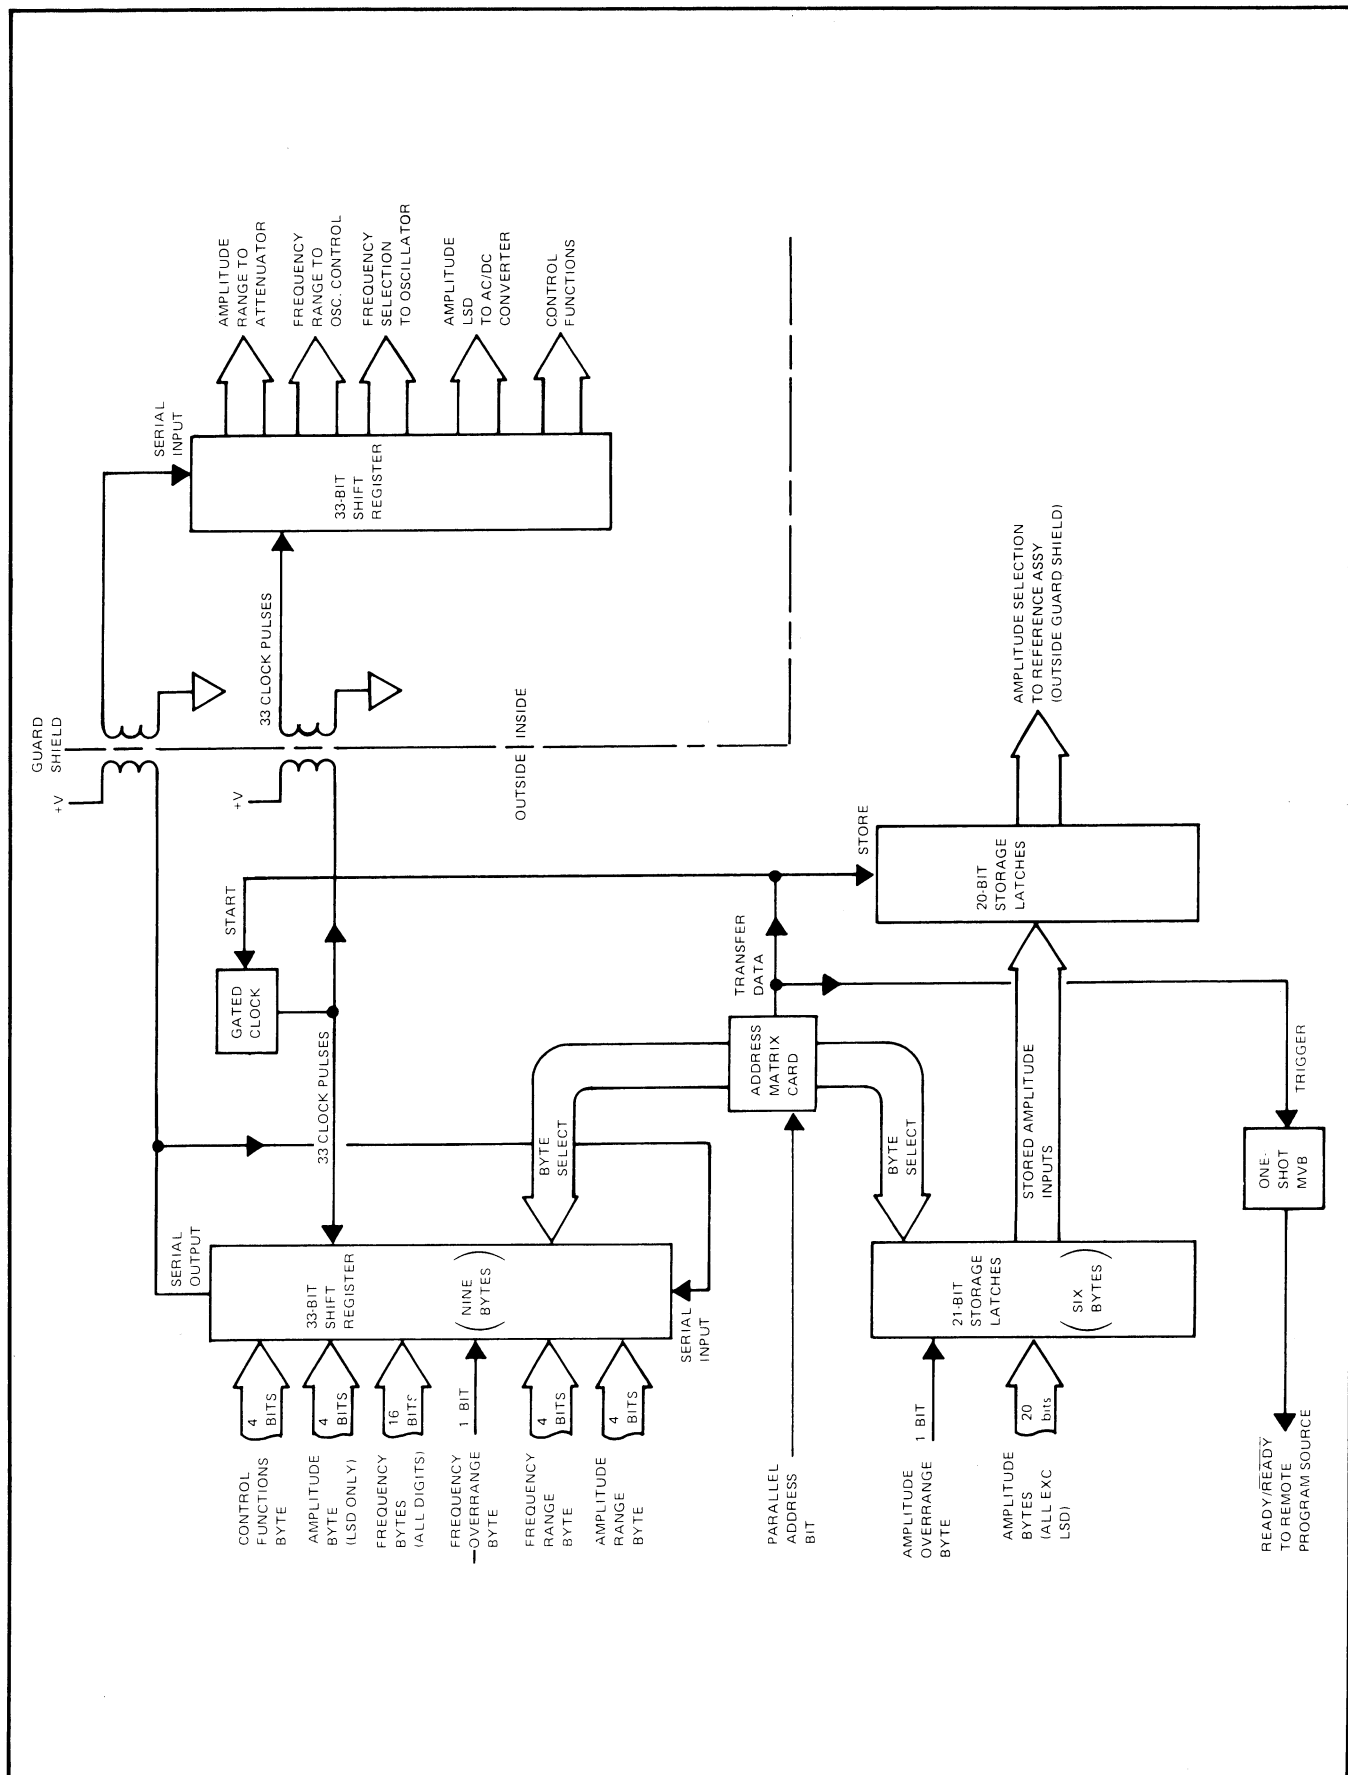 CONTROL
FUNCTIONS
BYTE
4
BITS
AMPLITUDE
BYTE
(LSD ONLY)
4
BITS
FREQUENCY
BYTES
(ALL DIGITS)
16
BITS
FREQUENCY
OVERRANGE
BYTE
1 BIT
FREQUENCY
RANGE
BYTE
4
BITS
AMPLITUDE
RANGE
BYTE
4
BITS
SERIAL
OUTPUT
33-BIT
SHIFT
REGISTER
(NINE
BYTES)
SERIAL
INPUT
33 CLOCK PULSES
GATED
CLOCK
START
BYTE
SELECT
+V
+V
GUARD
SHIELD
OUTSIDE
INSIDE
33 CLOCK PULSES
SERIAL
INPUT
33-BIT
SHIFT
REGISTER
AMPLITUDE
RANGE TO
ATTENUATOR
FREQUENCY
RANGE TO
OSC. CONTROL
FREQUENCY
SELECTION
TO OSCILLATOR
AMPLITUDE
LSD
TO AC/DC
CONVERTER
CONTROL
FUNCTIONS
PARALLEL
ADDRESS
BIT
ADDRESS
MATRIX
CARD
TRANSFER
DATA
BYTE
SELECT
STORE
AMPLITUDE
OVERRANGE
BYTE
1 BIT
AMPLITUDE
BYTES
(ALL EXC
LSD)
20
bits
21-BIT
STORAGE
LATCHES
(SIX
BYTES)
STORED AMPLITUDE
INPUTS
20-BIT
STORAGE
LATCHES
AMPLITUDE SELECTION
TO REFERENCE ASSY
(OUTSIDE GUARD SHIELD)
TRIGGER
ONE-
SHOT
MVB
READY/READY
TO REMOTE
PROGRAM SOURCE